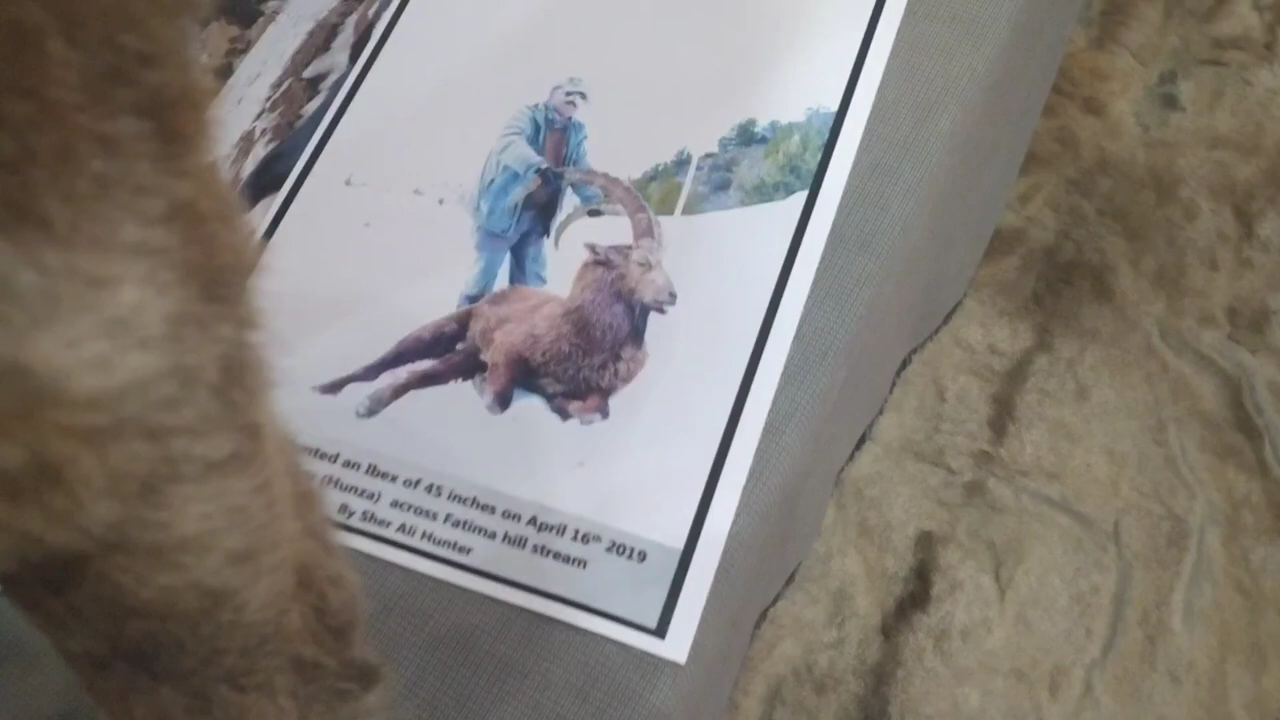 an Ibex of 45 inches on April 16th 2019
(Hunza) across Fatima hill stream
By Sher Ali Hunter